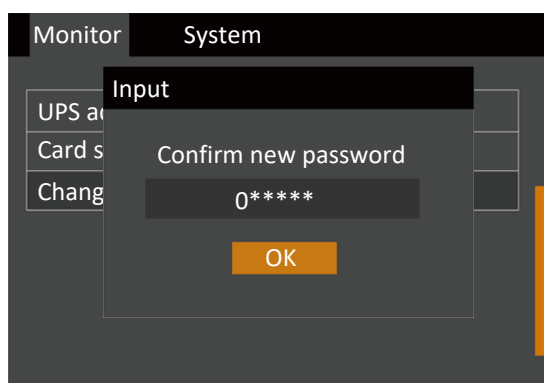 Monitor System
Input
UPS a
Card s
Confirm new password
Chang
0*****
OK